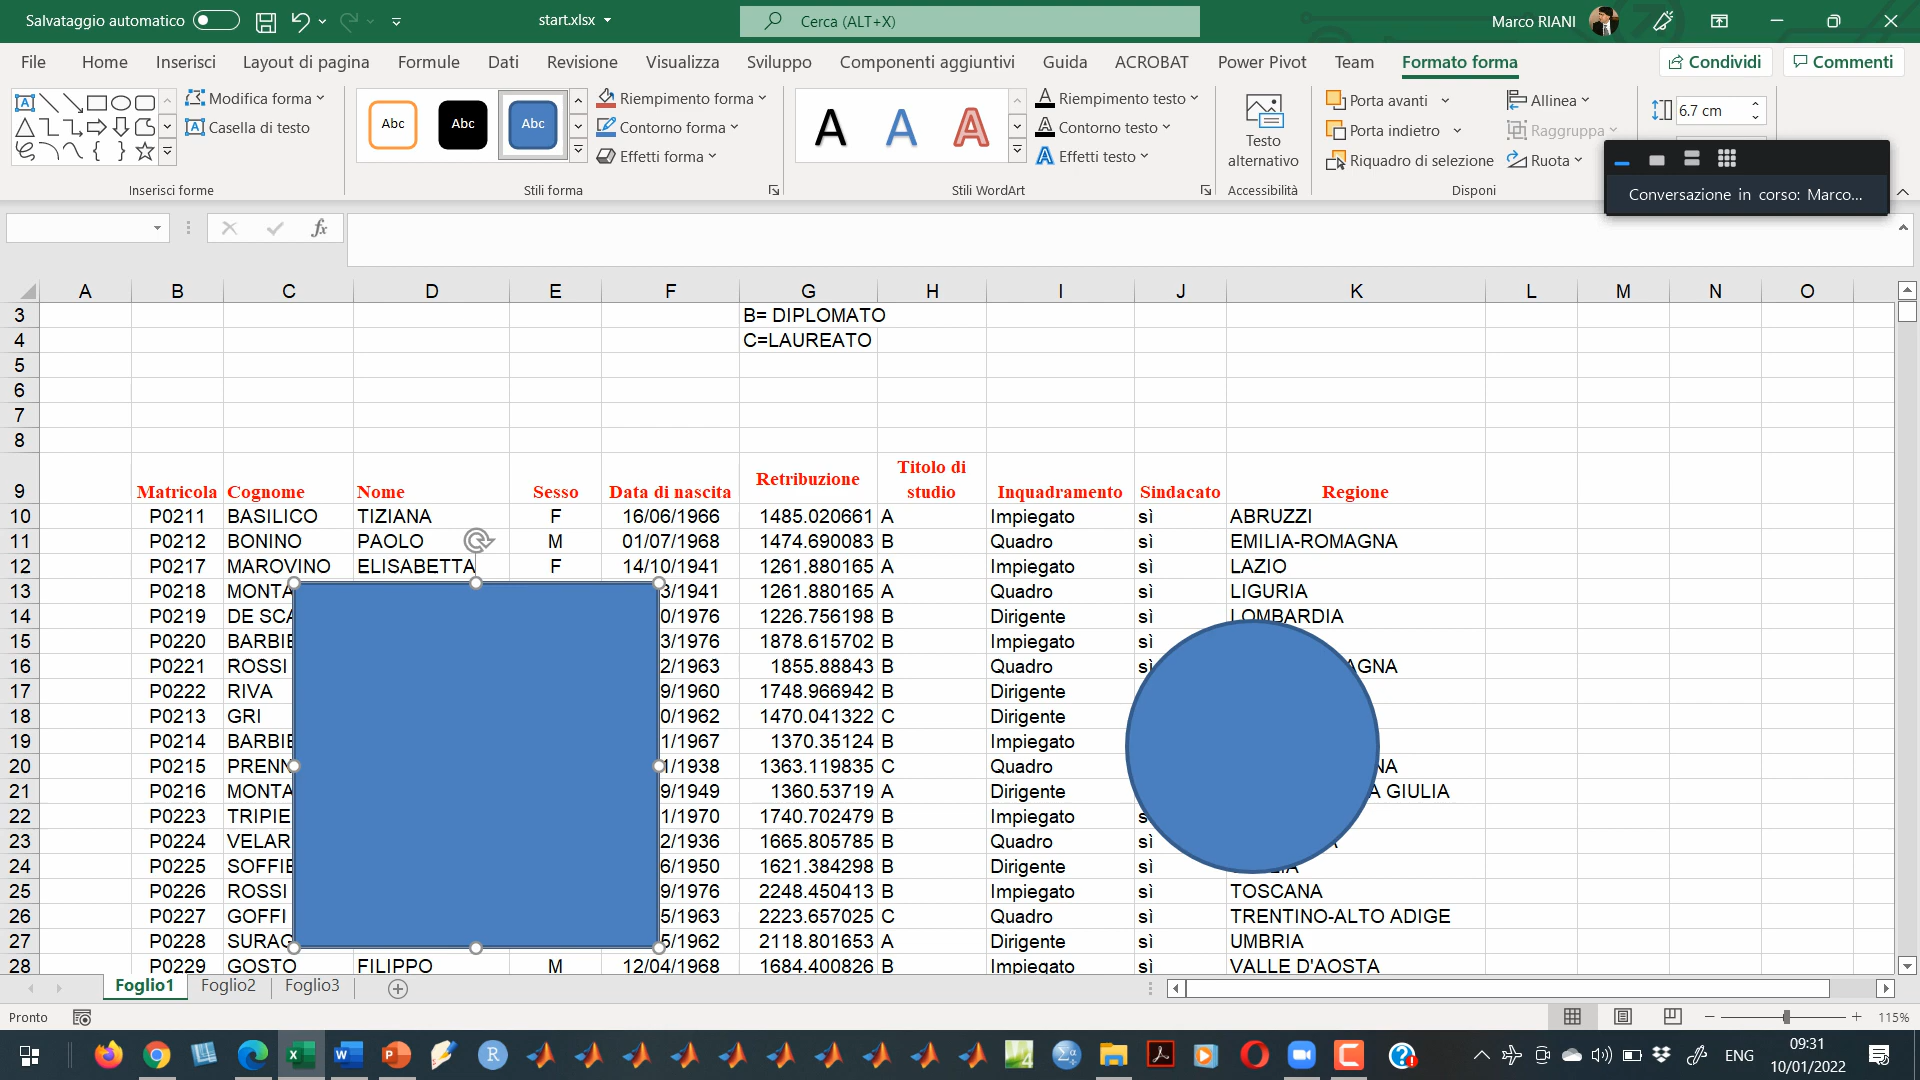 Salvataggio automatico
start.xlsx
Cerca (ALT+X)
Marco RIANI
File Home Inserisci Layout di pagina Formule Dati Revisione Visualizza Sviluppo Componenti aggiuntivi Guida ACROBAT Power Pivot Team Formato forma Condividi Commenti
Modifica forma
Casella di testo
Inserisci forme
Abc Abc Abc
Riempimento forma
Contorno forma
Effetti forma
Stili forma
A A A
Riempimento testo
Contorno testo
Effetti testo
Stili WordArt
Testo
alternativo
Accessibilità
Porta avanti
Porta indietro
Riquadro di selezione
Allinea
Raggruppa
Ruota
Disponi
6.7 cm
Conversazione in corso: Marco...
fx
A B C D E F G H I J K L M N O
3 B= DIPLOMATO
4 C=LAUREATO
5
6
7
8
9 Matricola Cognome Nome Sesso Data di nascita Retribuzione Titolo di studio Inquadramento Sindacato Regione
10 P0211 BASILICO TIZIANA F 16/06/1966 1485.020661 A Impiegato sì ABRUZZI
11 P0212 BONINO PAOLO M 01/07/1968 1474.690083 B Quadro sì EMILIA-ROMAGNA
12 P0217 MAROVINO ELISABETTA F 14/10/1941 1261.880165 A Impiegato sì LAZIO
13 P0218 MONTA 3/1941 1261.880165 A Quadro sì LIGURIA
14 P0219 DE SCA 0/1976 1226.756198 B Dirigente sì LOMBARDIA
15 P0220 BARBIE 3/1976 1878.615702 B Impiegato sì
16 P0221 ROSSI 2/1963 1855.88843 B Quadro sì AGNA
17 P0222 RIVA 9/1960 1748.966942 B Dirigente
18 P0213 GRI 0/1962 1470.041322 C Dirigente
19 P0214 BARBIE 1/1967 1370.35124 B Impiegato
20 P0215 PRENN 1/1938 1363.119835 C Quadro NA
21 P0216 MONTA 9/1949 1360.53719 A Dirigente A GIULIA
22 P0223 TRIPIE 1/1970 1740.702479 B Impiegato
23 P0224 VELAR 2/1936 1665.805785 B Quadro sì
24 P0225 SOFFIE 6/1950 1621.384298 B Dirigente sì
25 P0226 ROSSI 9/1976 2248.450413 B Impiegato sì TOSCANA
26 P0227 GOFFI 5/1963 2223.657025 C Quadro sì TRENTINO-ALTO ADIGE
27 P0228 SURAG 5/1962 2118.801653 A Dirigente sì UMBRIA
28 P0229 GOSTO FILIPPO M 12/04/1968 1684.400826 B Impiegato sì VALLE D'AOSTA
Foglio1 Foglio2 Foglio3
Pronto
115%
ENG
09:31
10/01/2022